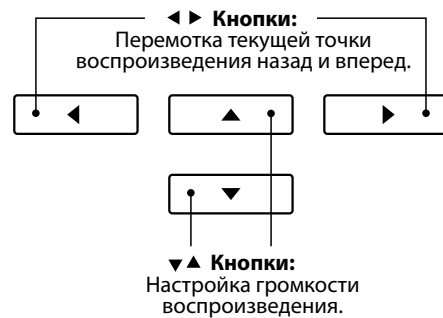 ◀ ▶ Кнопки:
Перемотка текущей точки
воспроизведения назад и вперед.
◀ ▲ ▶
▼
▼▲ Кнопки:
Настройка громкости
воспроизведения.